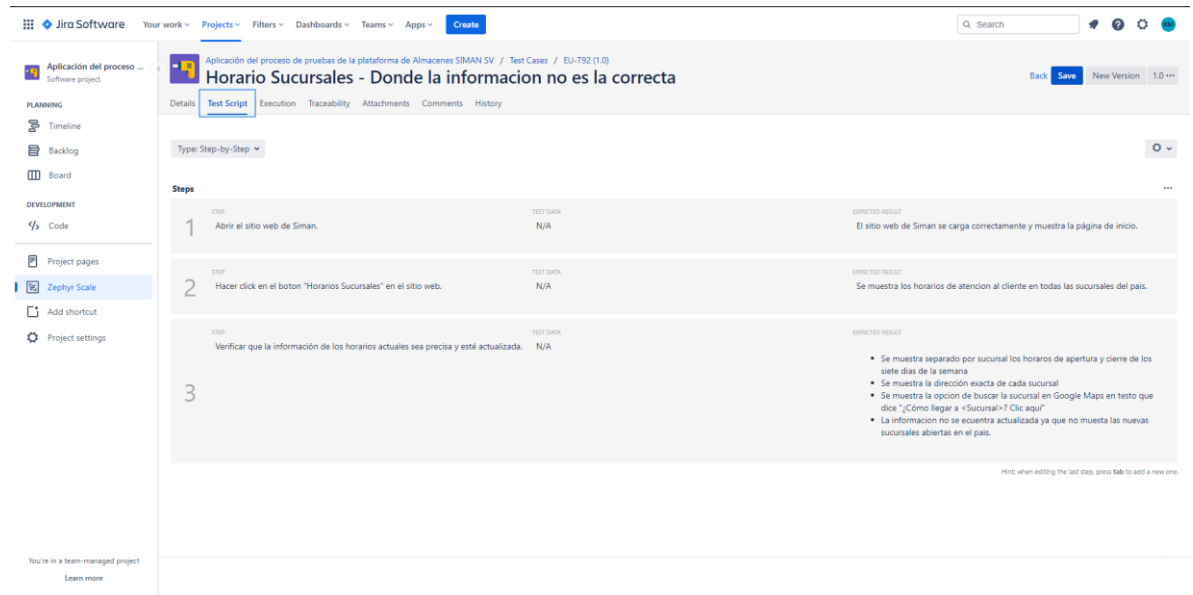 Jira Software Your work Projects Filters Dashboards Teams Apps Create Search KM
Aplicación del proceso ...
Software project
PLANNING
Timeline
Backlog
Board
DEVELOPMENT
Code
Project pages
Zephyr Scale
Add shortcut
Project settings
You're in a team-managed project
Learn more
Aplicación del proceso de pruebas de la plataforma de Almacenes SIMAN SV / Test Cases / EU-T92 (1.0)
Horario Sucursales - Donde la informacion no es la correcta
Back Save New Version 1.0 ...
Details Test Script Execution Traceability Attachments Comments History
Type: Step-by-Step
Steps
...
1
STEP TEST DATA EXPECTED RESULT
Abrir el sitio web de Siman. N/A El sitio web de Siman se carga correctamente y muestra la página de inicio.
2
STEP TEST DATA EXPECTED RESULT
Hacer click en el boton "Horarios Sucursales" en el sitio web. N/A Se muestra los horarios de atencion al cliente en todas las sucursales del pais.
3
STEP TEST DATA EXPECTED RESULT
Verificar que la información de los horarios actuales sea precisa y esté actualizada. N/A
• Se muestra separado por sucursal los horaros de apertura y cierre de los
siete dias de la semana
• Se muestra la dirección exacta de cada sucursal
• Se muestra la opcion de buscar la sucursal en Google Maps en testo que
dice "¿Cómo llegar a <Sucursal>? Clic aquí"
• La informacion no se ecuentra actualizada ya que no muesta las nuevas
sucursales abiertas en el pais.
Hint: when editing the last step, press tab to add a new one.